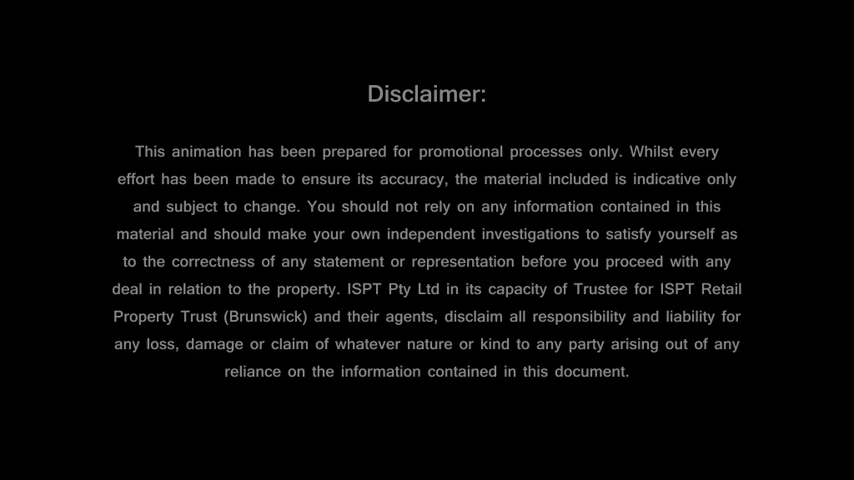 Disclaimer:
This animation has been prepared for promotional processes only. Whilst every
effort has been made to ensure its accuracy, the material included is indicative only
and subject to change. You should not rely on any information contained in this
material and should make your own independent investigations to satisfy yourself as
to the correctness of any statement or representation before you proceed with any
deal in relation to the property. ISPT Pty Ltd in its capacity of Trustee for ISPT Retail
Property Trust (Brunswick) and their agents, disclaim all responsibility and liability for
any loss, damage or claim of whatever nature or kind to any party arising out of any
reliance on the information contained in this document.